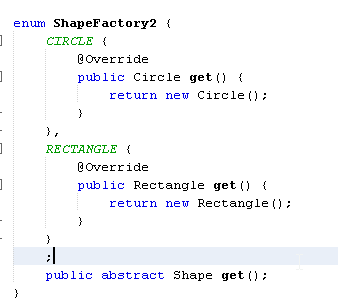 enum ShapeFactory2 {
    CIRCLE {
        @Override
        public Circle get() {
            return new Circle();
        }
    },
    RECTANGLE {
        @Override
        public Rectangle get() {
            return new Rectangle();
        }
    }
    ;
    public abstract Shape get();
}